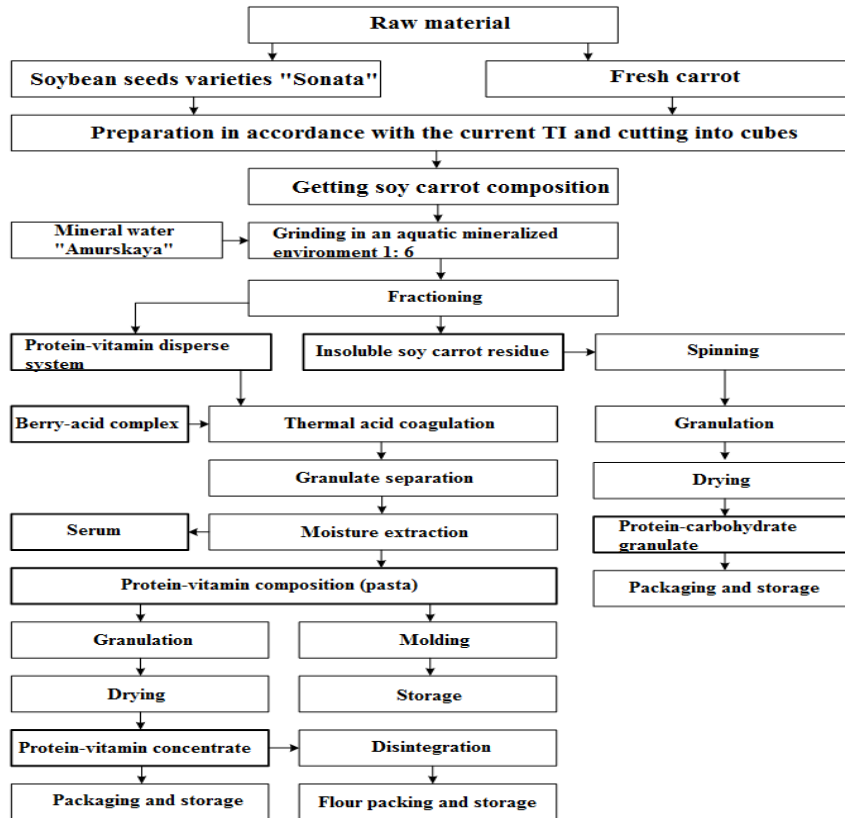 Raw material
Soybean seeds varieties "Sonata"
Fresh carrot
Preparation in accordance with the current TI and cutting into cubes
Getting soy carrot composition
Mineral water
"Amurskaya"
Grinding in an aquatic mineralized
environment 1: 6
Fractioning
Protein-vitamin disperse
system
Insoluble soy carrot residue
Spinning
Berry-acid complex
Thermal acid coagulation
Granulation
Granulate separation
Drying
Serum
Moisture extraction
Protein-carbohydrate
granulate
Protein-vitamin composition (pasta)
Packaging and storage
Granulation
Molding
Drying
Storage
Protein-vitamin concentrate
Disintegration
Packaging and storage
Flour packing and storage